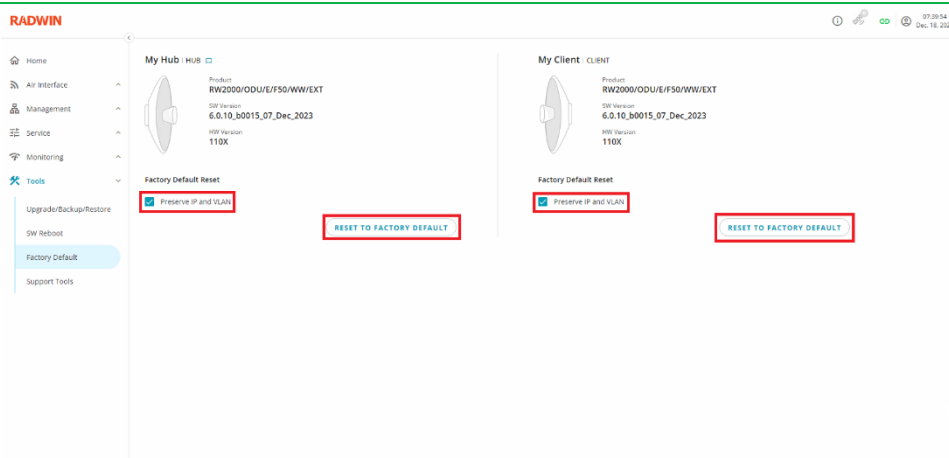 RADWIN
07:39:54
Dec. 18, 202
Home
Air Interface
Management
Service
Monitoring
Tools
Upgrade/Backup/Restore
SW Reboot
Factory Default
Support Tools
My Hub | HUB
Product
RW2000/ODU/E/F50/WW/EXT
SW Version
6.0.10_b0015_07_Dec_2023
HW Version
110X
Factory Default Reset
Preserve IP and VLAN
RESET TO FACTORY DEFAULT
My Client | CLIENT
Product
RW2000/ODU/E/F50/WW/EXT
SW Version
6.0.10_b0015_07_Dec_2023
HW Version
110X
Factory Default Reset
Preserve IP and VLAN
RESET TO FACTORY DEFAULT